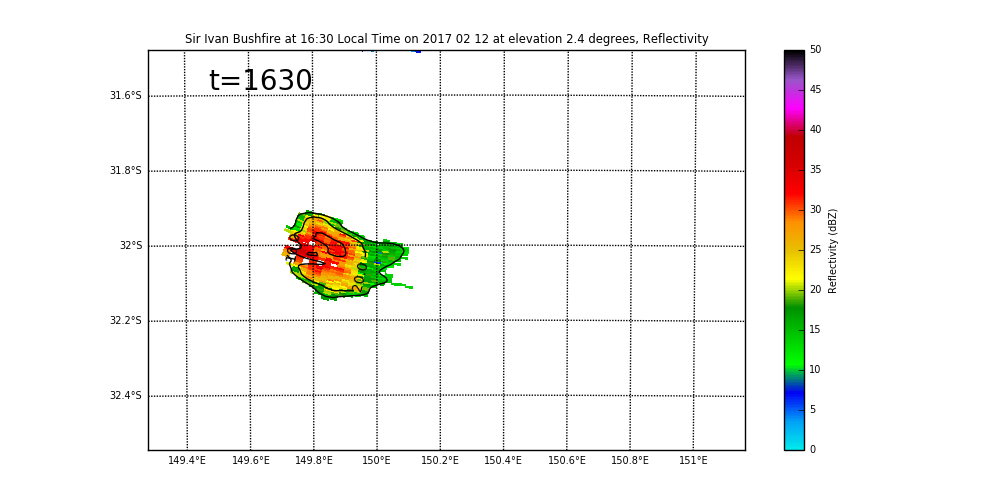 Sir Ivan Bushfire at 16:30 Local Time on 2017 02 12 at elevation 2.4 degrees, Reflectivity
t=1630
31.6°S
31.8°S
32°S
32.2°S
32.4°S
149.4°E 149.6°E 149.8°E 150°E 150.2°E 150.4°E 150.6°E 150.8°E 151°E
20.0
50
45
40
35
30
25
20
15
10
5
0
Reflectivity (dBZ)